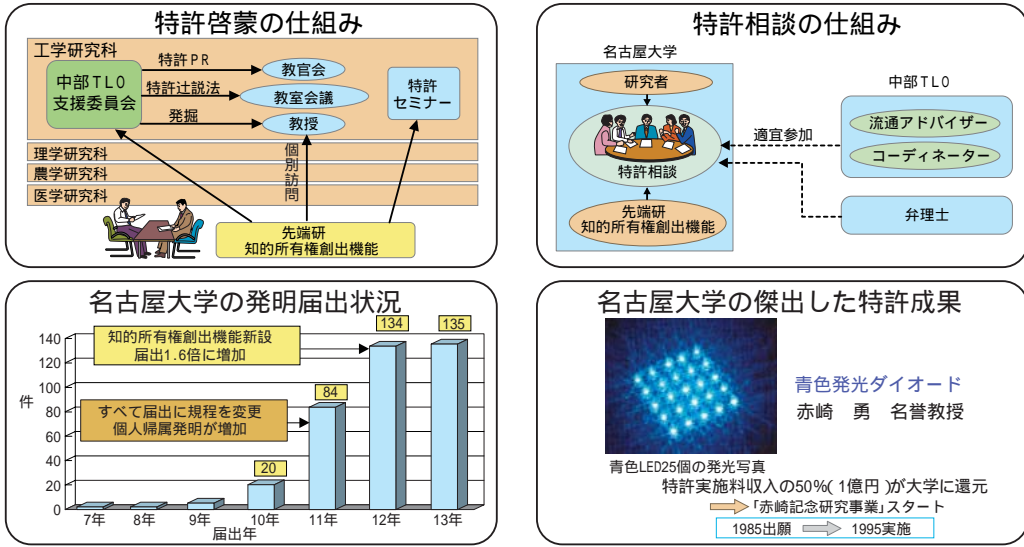 特許啓蒙の仕組み
工学研究科
中部TLO
支援委員会
特許PR
特許辻説法
発掘
教官会
教室会議
教授
特許
セミナー
理学研究科
農学研究科
医学研究科
個別訪問
先端研
知的所有権創出機能
特許相談の仕組み
名古屋大学
研究者
特許相談
先端研
知的所有権創出機能
適宜参加
中部TLO
流通アドバイザー
コーディネーター
弁理士
名古屋大学の発明届出状況
件
140
120
100
80
60
40
20
0
知的所有権創出機能新設
届出1.6倍に増加
すべて届出に規程を変更
個人帰属発明が増加
20
84
134
135
7年
8年
9年
10年
11年
12年
13年
届出年
名古屋大学の傑出した特許成果
青色発光ダイオード
赤崎 勇 名誉教授
青色LED25個の発光写真
特許実施料収入の50%(1億円)が大学に還元
「赤崎記念研究事業」スタート
1985出願 1995実施